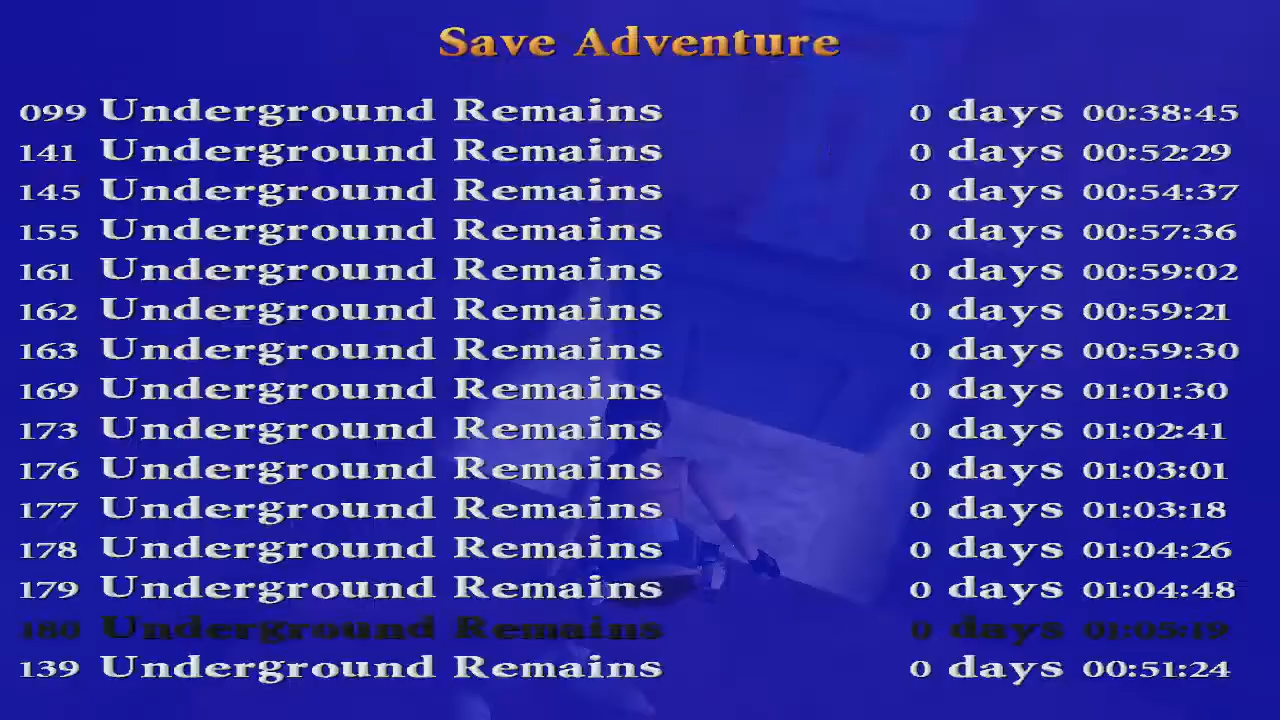 Save Adventure
099 Underground Remains 0 days 00:38:45
141 Underground Remains 0 days 00:52:29
145 Underground Remains 0 days 00:54:37
155 Underground Remains 0 days 00:57:36
161 Underground Remains 0 days 00:59:02
162 Underground Remains 0 days 00:59:21
163 Underground Remains 0 days 00:59:30
169 Underground Remains 0 days 01:01:30
173 Underground Remains 0 days 01:02:41
176 Underground Remains 0 days 01:03:01
177 Underground Remains 0 days 01:03:18
178 Underground Remains 0 days 01:04:26
179 Underground Remains 0 days 01:04:48
180 Underground Remains 0 days 01:05:19
139 Underground Remains 0 days 00:51:24